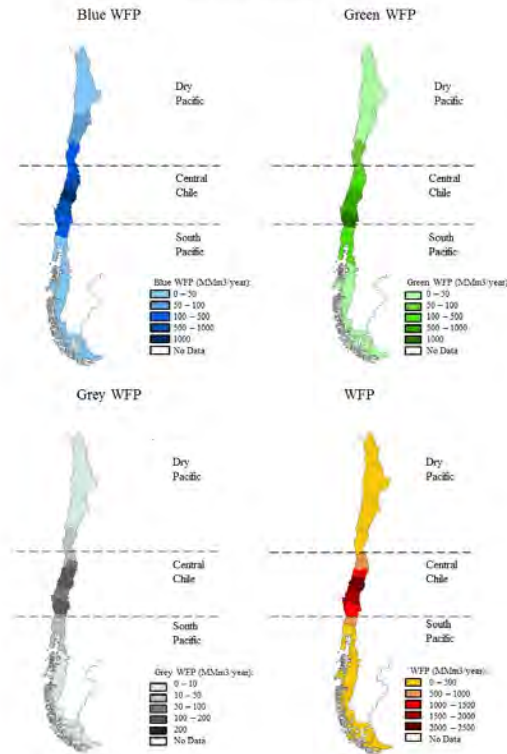 Blue WFP
Dry
Pacific
Central
Chile
South
Pacific
Blue WFP (MMm3/year):
0 – 50
50 – 100
100 – 500
500 – 1000
1000
No Data
Green WFP
Dry
Pacific
Central
Chile
South
Pacific
Green WFP (MMm3/year):
0 – 50
50 – 100
100 – 500
500 – 1000
1000
No Data
Grey WFP
Dry
Pacific
Central
Chile
South
Pacific
Grey WFP (MMm3/year):
0 – 10
10 – 50
50 – 100
100 – 200
200
No Data
WFP
Dry
Pacific
Central
Chile
South
Pacific
WFP (MMm3/year):
0 – 500
500 – 1000
1000 – 1500
1500 – 2000
2000 – 2500
No Data